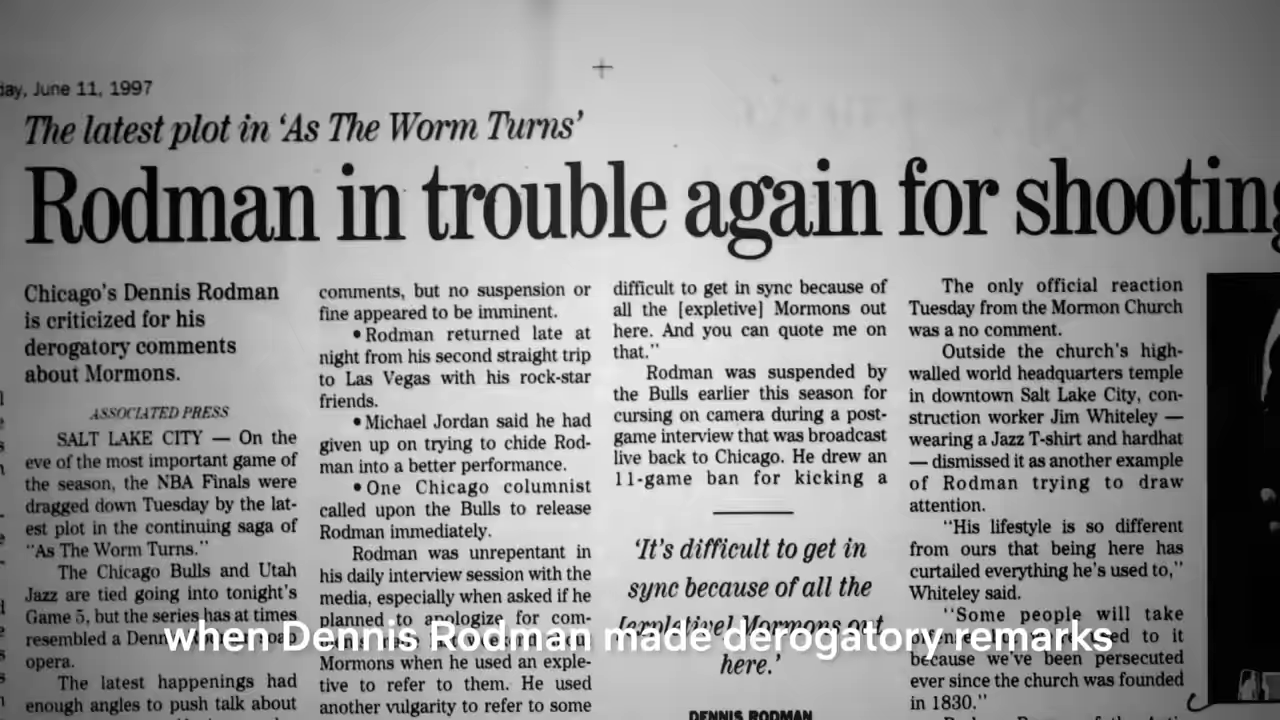 day, June 11, 1997
The latest plot in ‘As The Worm Turns’
Rodman in trouble again for shooting
Chicago's Dennis Rodman
is criticized for his
derogatory comments
about Mormons.
ASSOCIATED PRESS
SALT LAKE CITY — On the
eve of the most important game of
the season, the NBA Finals were
dragged down Tuesday by the lat-
est plot in the continuing saga of
"As The Worm Turns."
The Chicago Bulls and Utah
Jazz are tied going into tonight's
Game 5, but the series has at times
resembled a
opera.
The latest happenings had
enough angles to push talk about
comments, but no suspension or
fine appeared to be imminent.
• Rodman returned late at
night from his second straight trip
to Las Vegas with his rock-star
friends.
• Michael Jordan said he had
given up on trying to chide Rod-
man into a better performance.
• One Chicago columnist
called upon the Bulls to release
Rodman immediately.
Rodman was unrepentant in
his daily interview session with the
media, especially when asked if he
planned to apologize for com-
Mormons when he used an exple-
tive to refer to them. He used
another vulgarity to refer to some
difficult to get in sync because of
all the [expletive] Mormons out
here. And you can quote me on
that."
Rodman was suspended by
the Bulls earlier this season for
cursing on camera during a post-
game interview that was broadcast
live back to Chicago. He drew an
11-game ban for kicking a
‘It's difficult to get in
sync because of all the
[expletive] Mormons out
here.’
DENNIS RODMAN
The only official reaction
Tuesday from the Mormon Church
was a no comment.
Outside the church's high-
walled world headquarters temple
in downtown Salt Lake City, con-
struction worker Jim Whiteley —
wearing a Jazz T-shirt and hardhat
— dismissed it as another example
of Rodman trying to draw
attention.
"His lifestyle is so different
from ours that being here has
curtailed everything he's used to,"
Whiteley said.
"Some people will take
to it
because we've been persecuted
ever since the church was founded
in 1830."
when Dennis Rodman made derogatory remarks